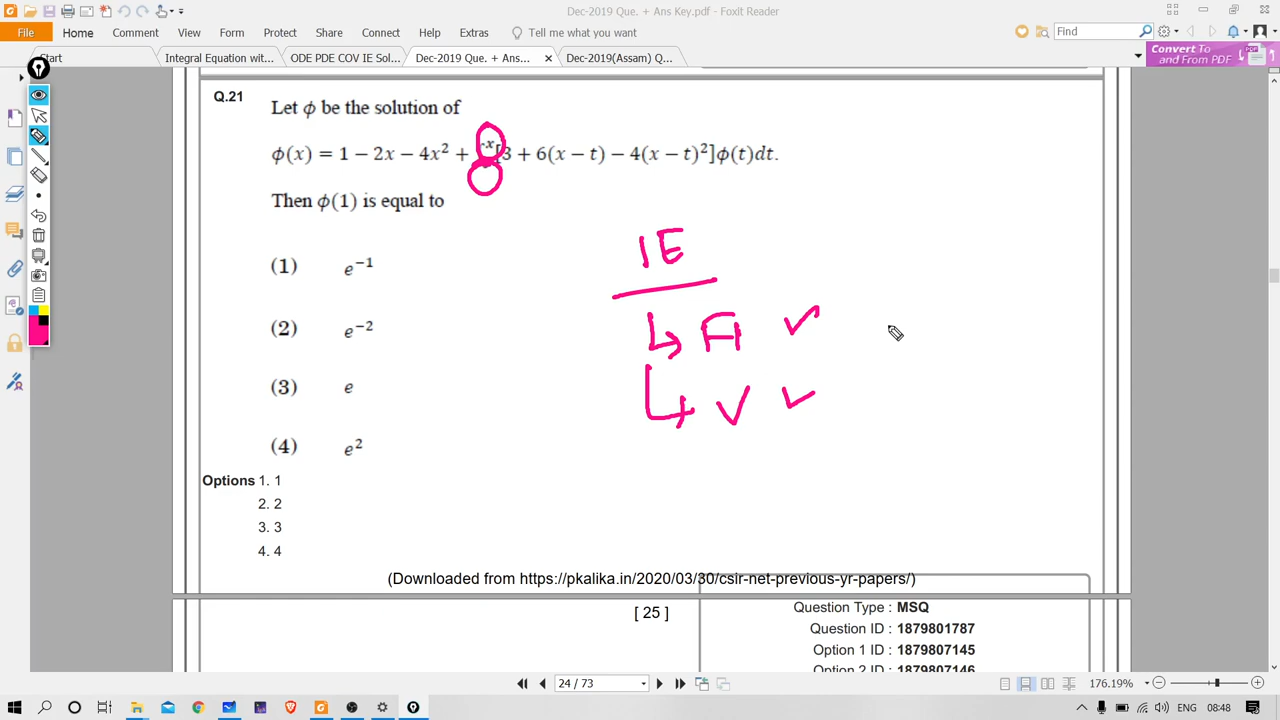 Dec-2019 Que. + Ans Key.pdf - Foxit Reader
File Home Comment View Form Protect Share Connect Help Extras Tell me what you want Find
Start Integral Equation wit... ODE PDE COV IE Sol... Dec-2019 Que. + Ans... Dec-2019(Assam) Q... Convert To and From PDF
Q.21
Let ϕ be the solution of
ϕ(x) = 1 − 2x − 4x² + ∫ˣ[3 + 6(x − t) − 4(x − t)²]ϕ(t)dt.
Then ϕ(1) is equal to
IE
(1) e⁻¹
(2) e⁻²
(3) e
V
(4) e²
Options 1. 1
2. 2
3. 3
4. 4
(Downloaded from https://pkalika.in/2020/03/30/csir-net-previous-yr-papers/)
[ 25 ]
Question Type : MSQ
Question ID : 1879801787
Option 1 ID : 1879807145
Option 2 ID : 1879807146
24 / 73
176.19%
ENG 08:48